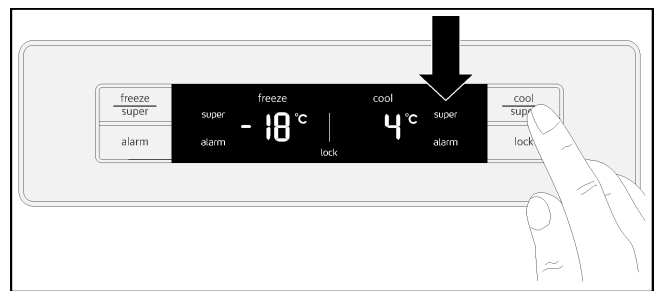 freeze
super
alarm
freeze
super
- 18 °C
alarm
lock
cool
4 °C
super
alarm
cool
super
lock